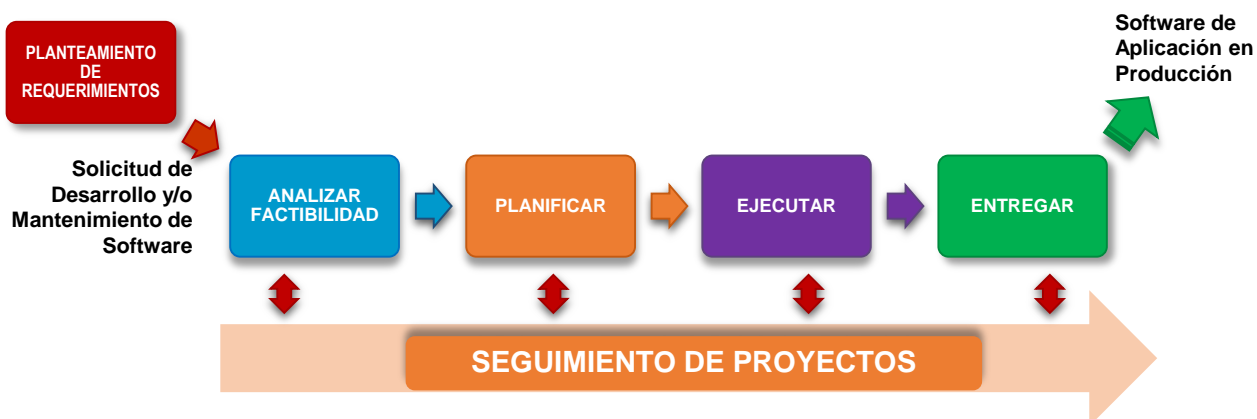 PLANTEAMIENTO
DE
REQUERIMIENTOS
Solicitud de
Desarrollo y/o
Mantenimiento de
Software
ANALIZAR
FACTIBILIDAD
PLANIFICAR
EJECUTAR
ENTREGAR
Software de
Aplicación en
Producción
SEGUIMIENTO DE PROYECTOS